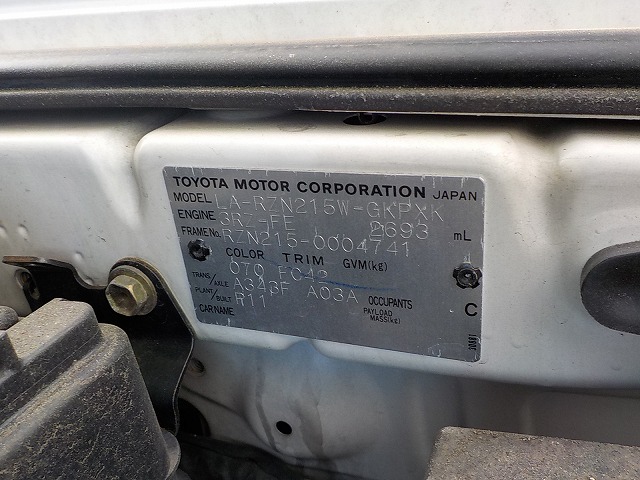 TOYOTA MOTOR CORPORATION JAPAN
MODEL LA-RZN215W-GKPXK
ENGINE 3RZ-FE 2693 mL
FRAME No. RZN215-0004741
COLOR TRIM GVM(kg)
070 FC42
TRANS/AXLE A343F A03A
PLANT/BUILT R11 OCCUPANTS
CAR NAME PAYLOAD MASS(kg) C